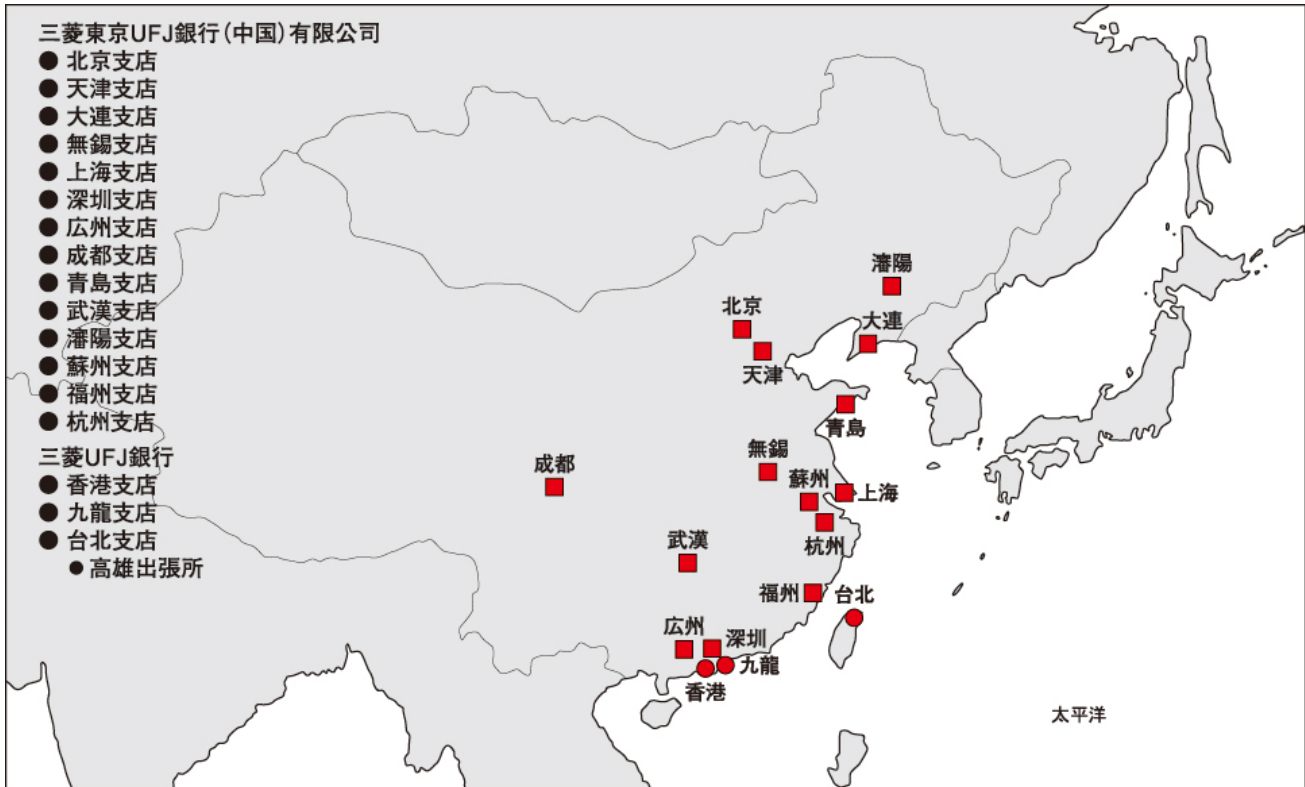 三菱東京UFJ銀行(中国)有限公司
● 北京支店
● 天津支店
● 大連支店
● 無錫支店
● 上海支店
● 深圳支店
● 広州支店
● 成都支店
● 青島支店
● 武漢支店
● 瀋陽支店
● 蘇州支店
● 福州支店
● 杭州支店
三菱UFJ銀行
● 香港支店
● 九龍支店
● 台北支店
● 高雄出張所
瀋陽
北京
大連
天津
青島
無錫
成都
蘇州
上海
杭州
武漢
福州
台北
広州
深圳
九龍
香港
太平洋